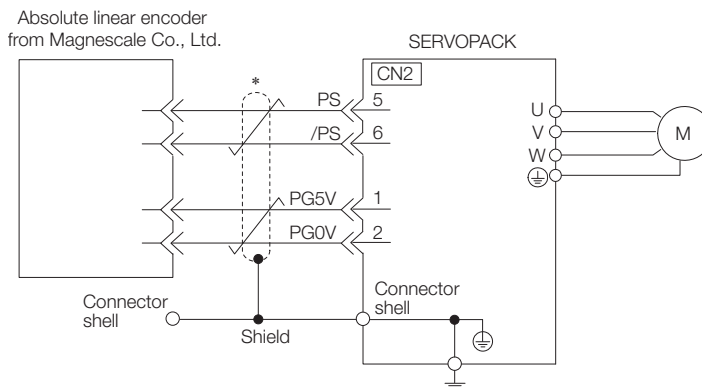 Absolute linear encoder
from Magnescale Co., Ltd.
SERVOPACK
CN2
*
PS 5
/PS 6
PG5V 1
PG0V 2
U
V
W
M
Connector
shell
Shield
Connector
shell